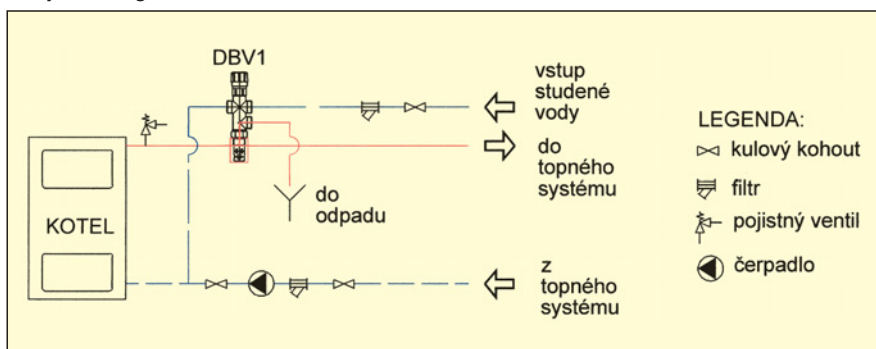 DBV1
vstup
studené
vody
do
topného
systému
do
odpadu
KOTEL
z
topného
systému
LEGENDA:
kulový kohout
filtr
pojistný ventil
čerpadlo